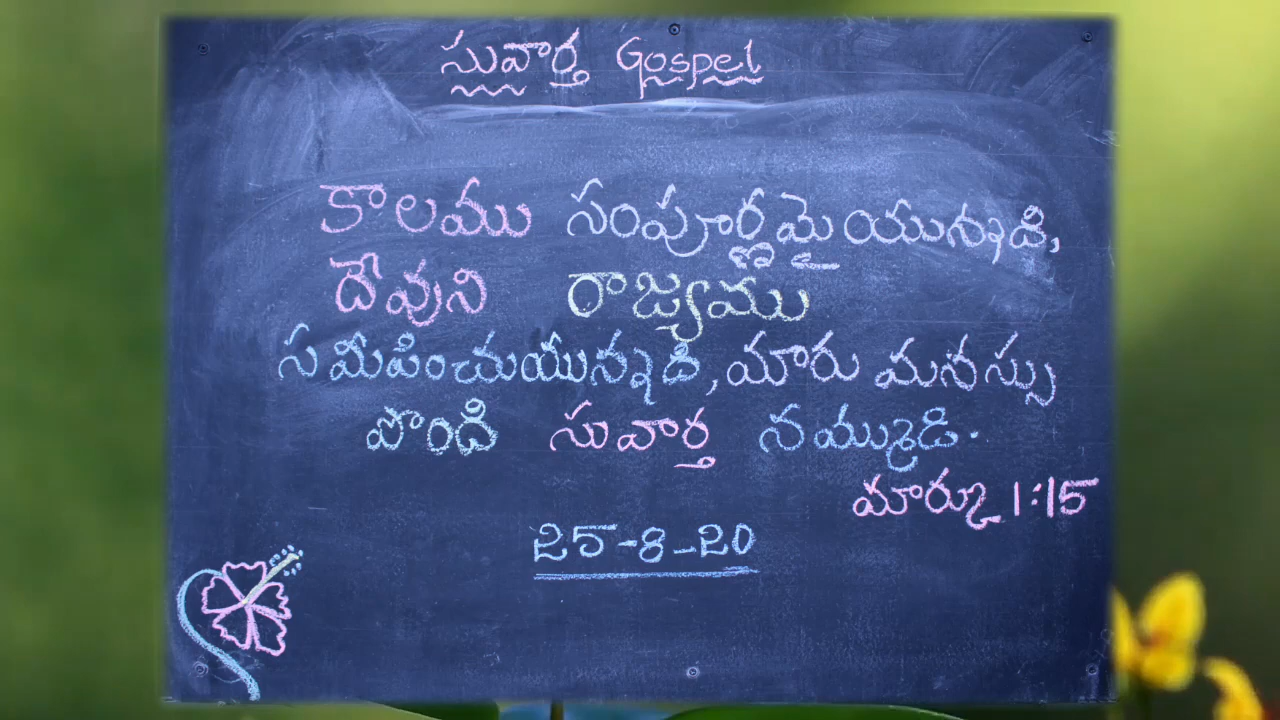 సువార్త Gospel
కాలము సంపూర్ణమైయున్నది,
దేవుని రాజ్యము
సమీపించుయున్నది, మారు మనస్సు
పొంది సువార్త నమ్ముడి.
మార్కు 1:15
25-8-20